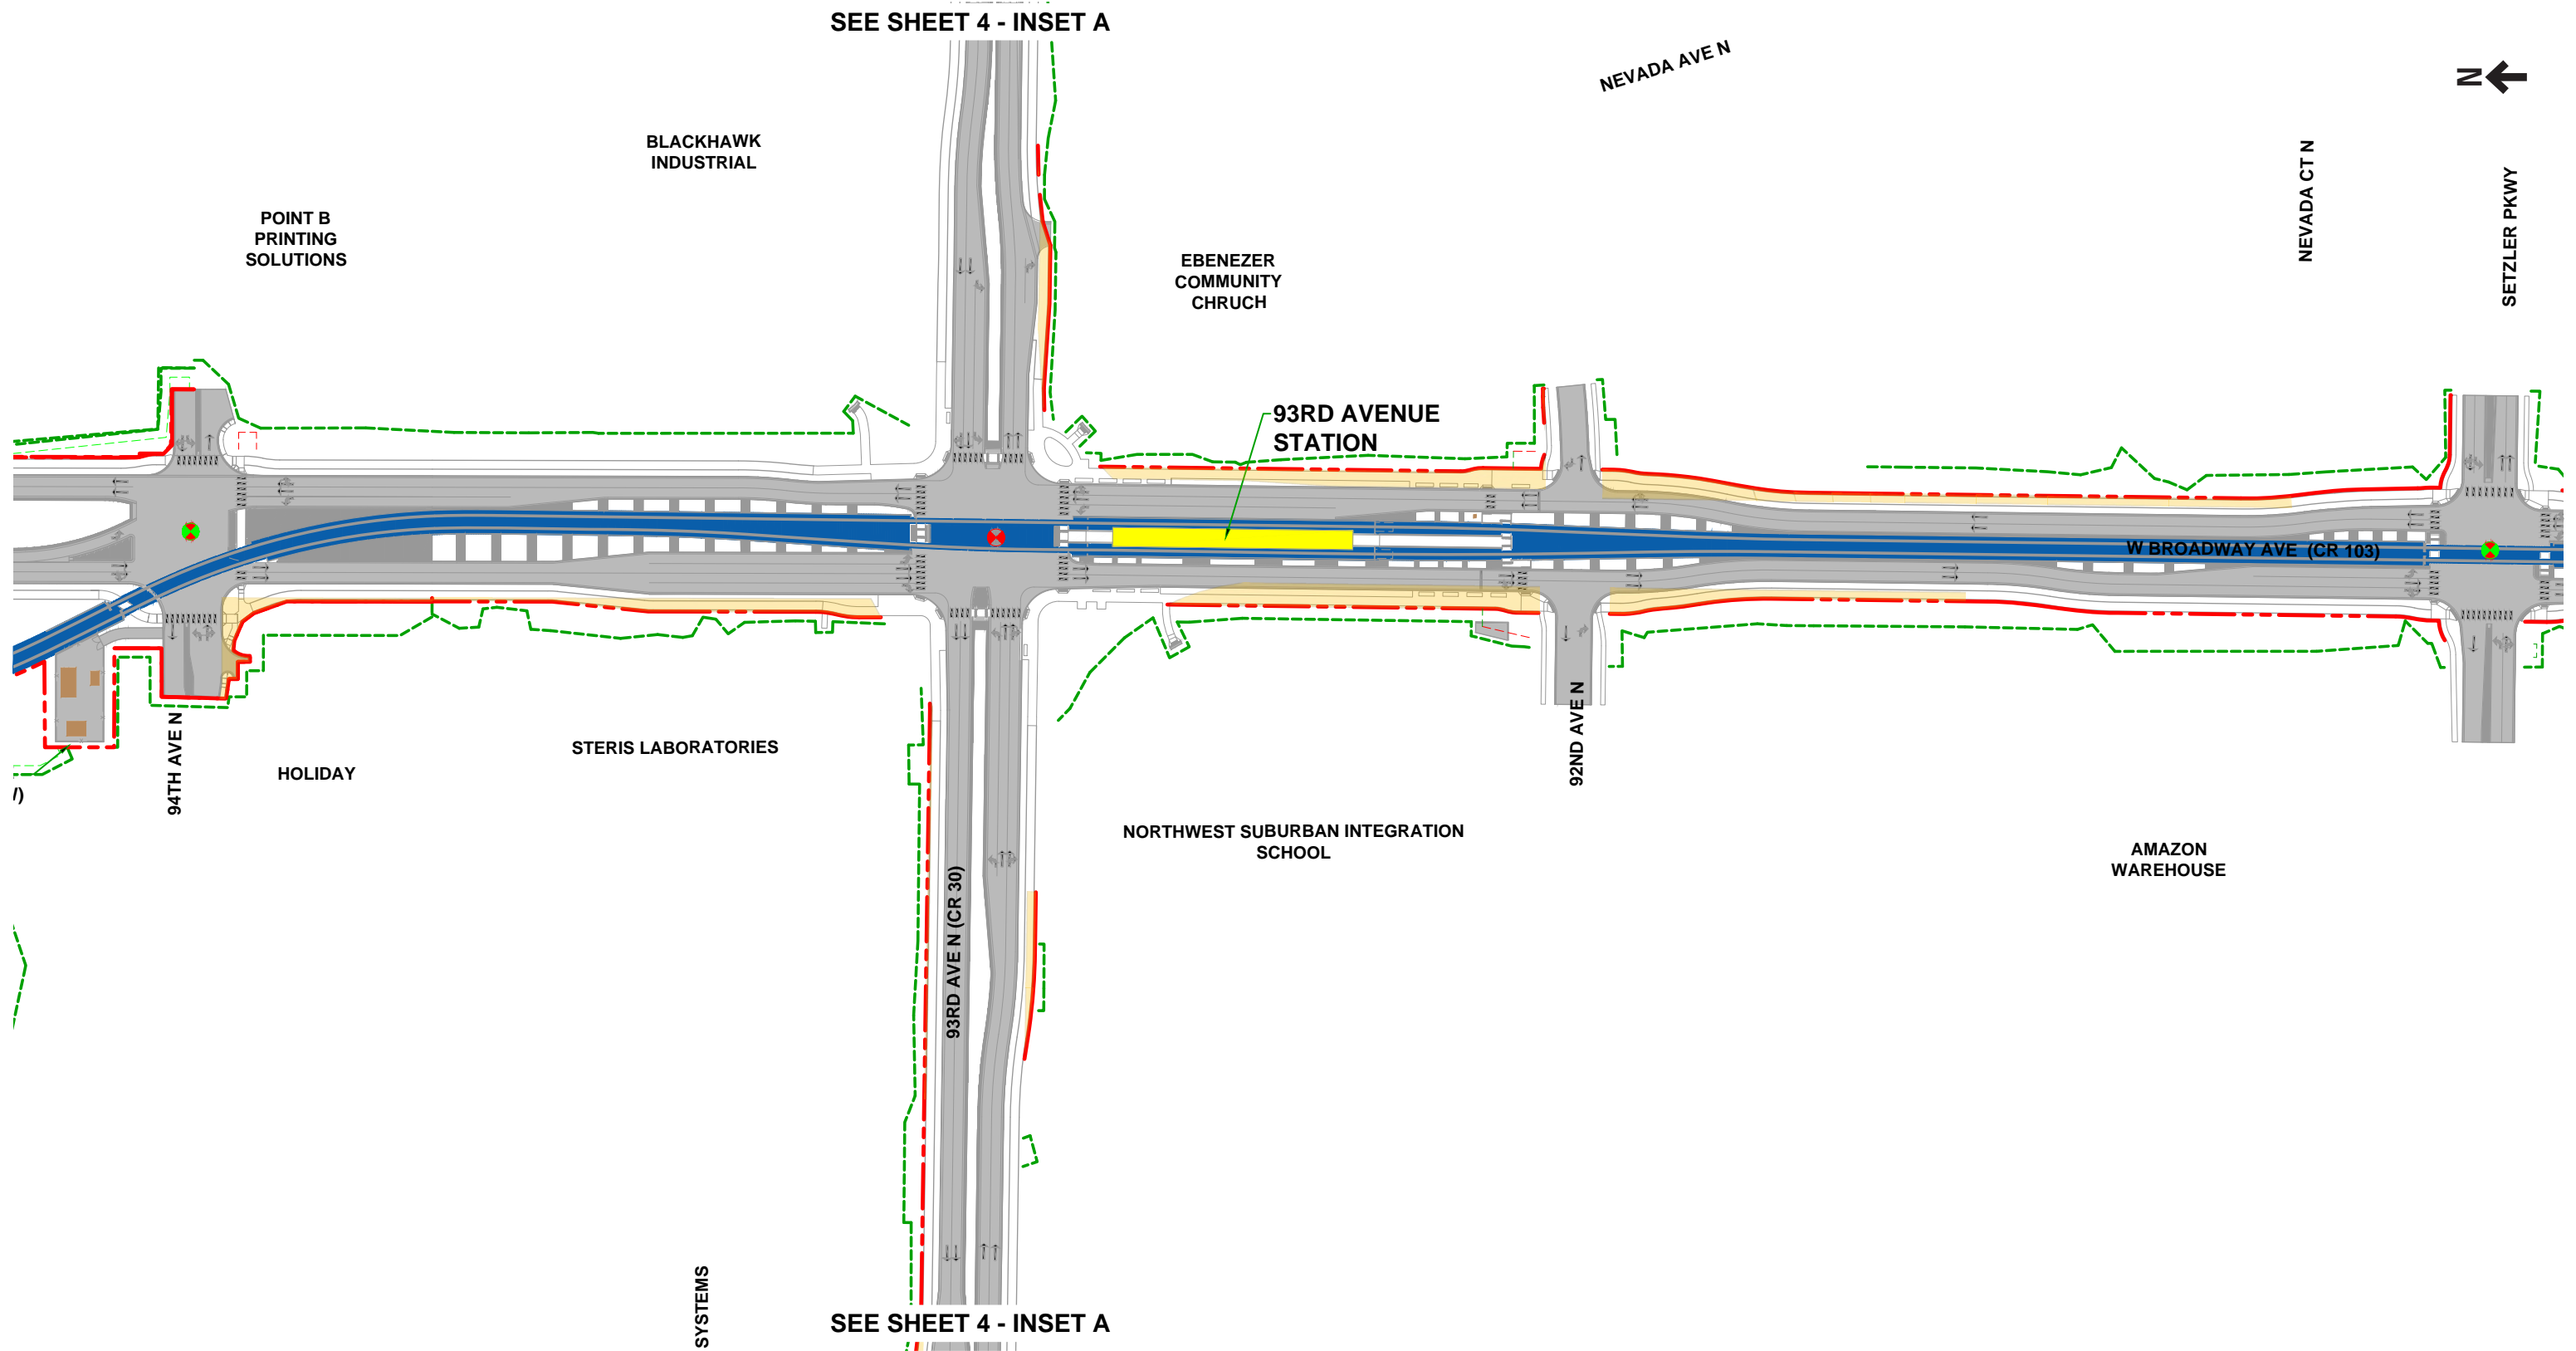 SEE SHEET 4 - INSET A
NEVADA AVE N
N
BLACKHAWK
INDUSTRIAL
POINT B
PRINTING
SOLUTIONS
NEVADA CT N
SETZLER PKWY
EBENEZER
COMMUNITY
CHRUCH
93RD AVENUE
STATION
W BROADWAY AVE (CR 103)
94TH AVE N
HOLIDAY
STERIS LABORATORIES
92ND AVE N
NORTHWEST SUBURBAN INTEGRATION
SCHOOL
AMAZON
WAREHOUSE
93RD AVE N (CR 30)
SYSTEMS
SEE SHEET 4 - INSET A